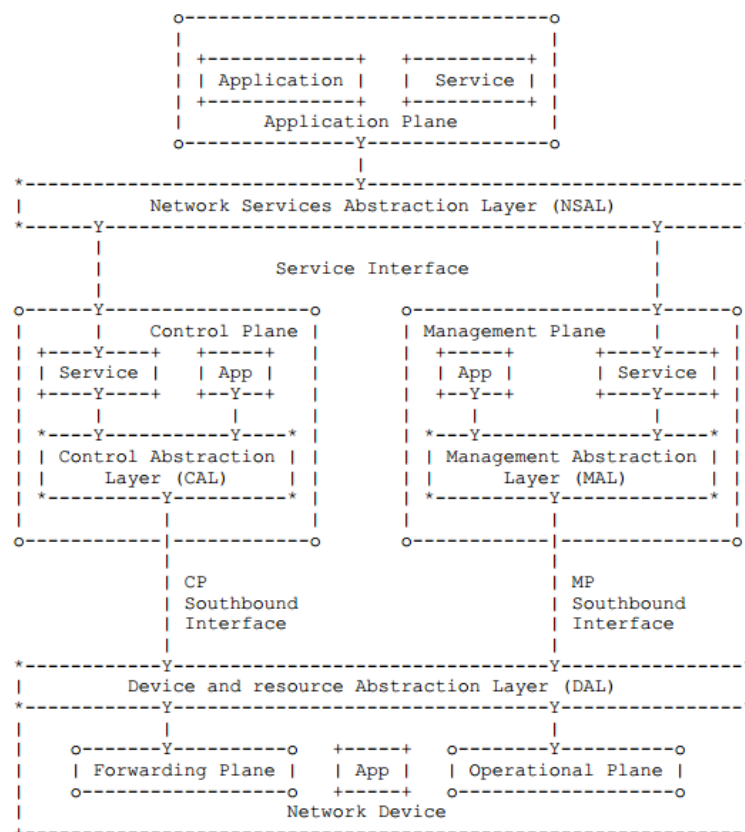 Application Service
Application Plane
Network Services Abstraction Layer (NSAL)
Service Interface
Control Plane Management Plane
Service App App Service
Control Abstraction Management Abstraction
Layer (CAL) Layer (MAL)
CP MP
Southbound Southbound
Interface Interface
Device and resource Abstraction Layer (DAL)
Forwarding Plane App Operational Plane
Network Device